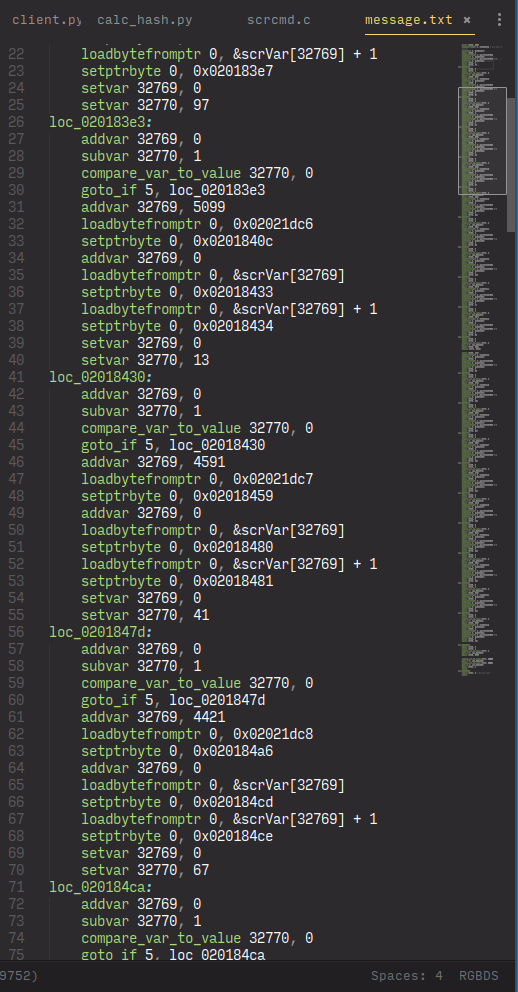 client.py calc_hash.py scrcmd.c message.txt ×
22 loadbytefromptr 0, &scrVar[32769] + 1
23 setptrbyte 0, 0x020183e7
24 setvar 32769, 0
25 setvar 32770, 97
26 loc_020183e3:
27 addvar 32769, 0
28 subvar 32770, 1
29 compare_var_to_value 32770, 0
30 goto_if 5, loc_020183e3
31 addvar 32769, 5099
32 loadbytefromptr 0, 0x02021dc6
33 setptrbyte 0, 0x0201840c
34 addvar 32769, 0
35 loadbytefromptr 0, &scrVar[32769]
36 setptrbyte 0, 0x02018433
37 loadbytefromptr 0, &scrVar[32769] + 1
38 setptrbyte 0, 0x02018434
39 setvar 32769, 0
40 setvar 32770, 13
41 loc_02018430:
42 addvar 32769, 0
43 subvar 32770, 1
44 compare_var_to_value 32770, 0
45 goto_if 5, loc_02018430
46 addvar 32769, 4591
47 loadbytefromptr 0, 0x02021dc7
48 setptrbyte 0, 0x02018459
49 addvar 32769, 0
50 loadbytefromptr 0, &scrVar[32769]
51 setptrbyte 0, 0x02018480
52 loadbytefromptr 0, &scrVar[32769] + 1
53 setptrbyte 0, 0x02018481
54 setvar 32769, 0
55 setvar 32770, 41
56 loc_0201847d:
57 addvar 32769, 0
58 subvar 32770, 1
59 compare_var_to_value 32770, 0
60 goto_if 5, loc_0201847d
61 addvar 32769, 4421
62 loadbytefromptr 0, 0x02021dc8
63 setptrbyte 0, 0x020184a6
64 addvar 32769, 0
65 loadbytefromptr 0, &scrVar[32769]
66 setptrbyte 0, 0x020184cd
67 loadbytefromptr 0, &scrVar[32769] + 1
68 setptrbyte 0, 0x020184ce
69 setvar 32769, 0
70 setvar 32770, 67
71 loc_020184ca:
72 addvar 32769, 0
73 subvar 32770, 1
74 compare_var_to_value 32770, 0
75 goto_if 5, loc_020184ca
9752) Spaces: 4 RGBDS